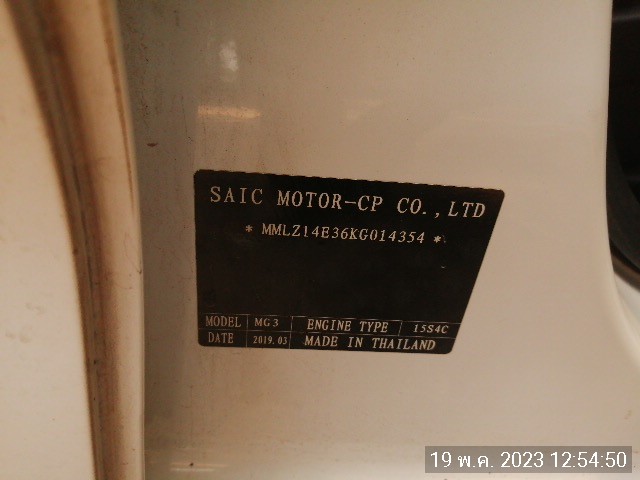 SAIC MOTOR-CP CO.,LTD
* MMLZ14E36KG014354 *
MODEL MG3 ENGINE TYPE 15S4C
DATE 2019.03 MADE IN THAILAND
19 พ.ค. 2023 12:54:50